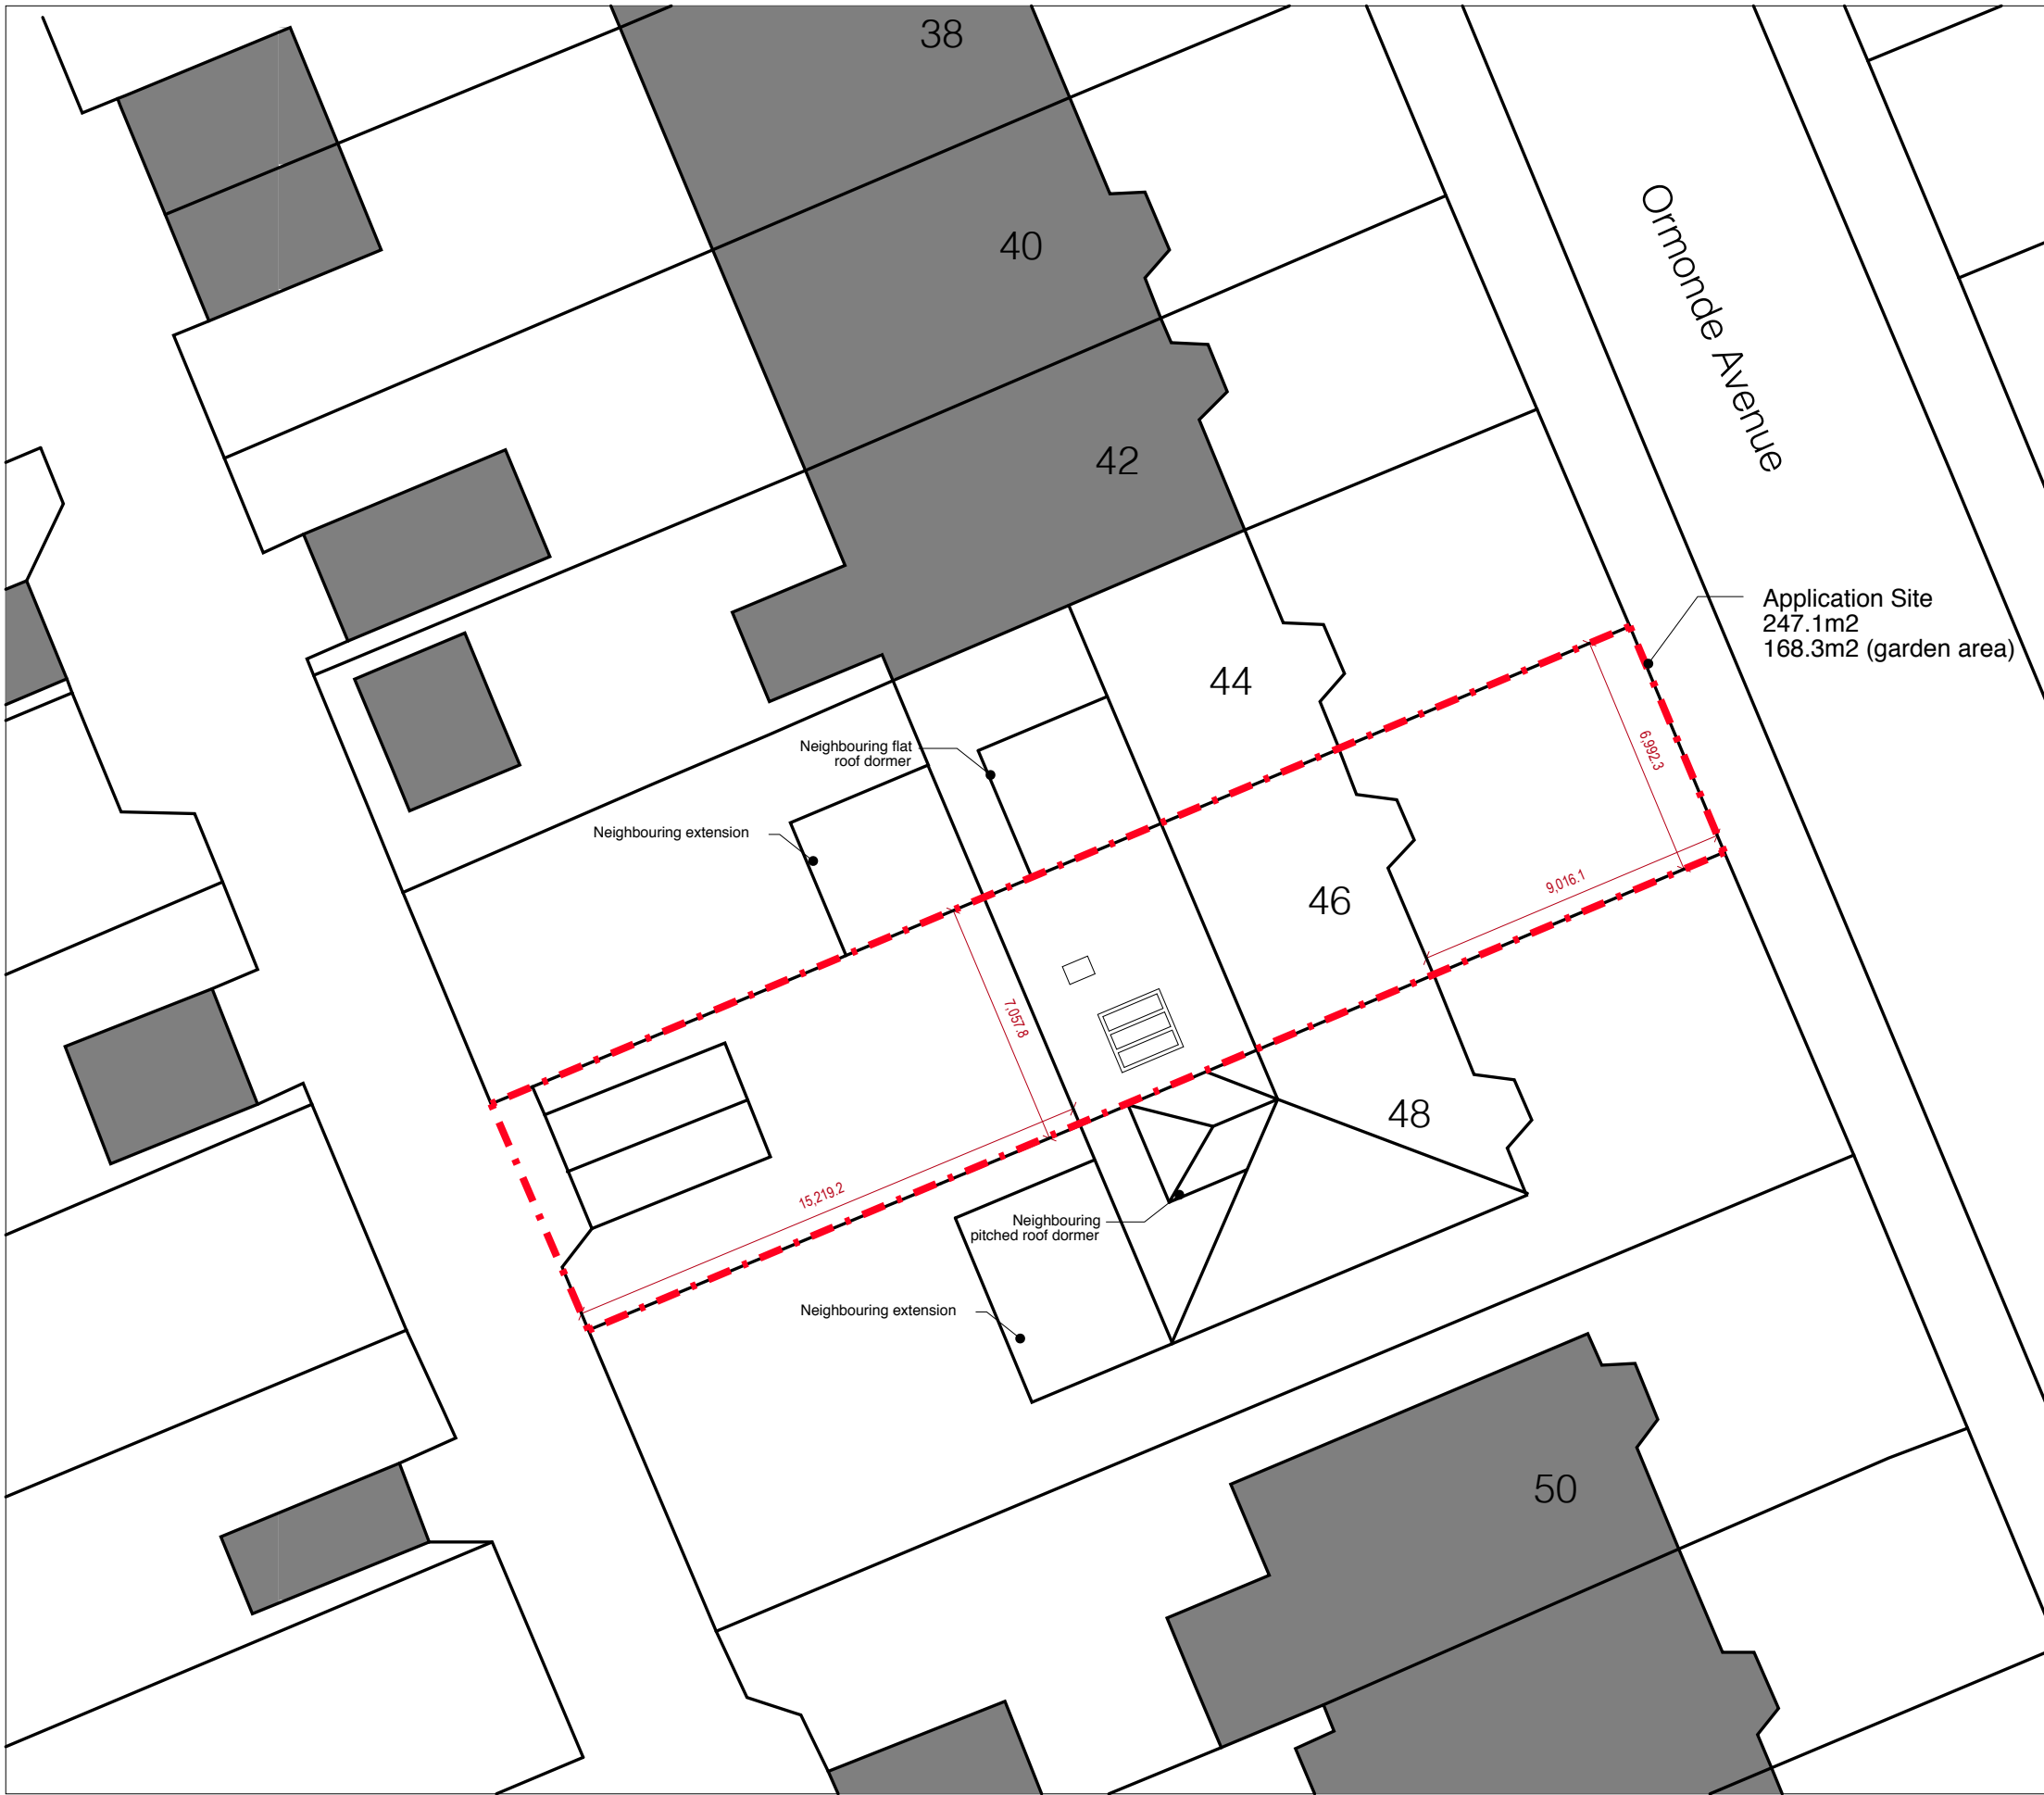 38
40
Ormonde Avenue
42
Application Site
247.1m2
168.3m2 (garden area)
44
6,992.3
Neighbouring flat
roof dormer
Neighbouring extension
9,016.1
46
7,057.8
48
15,219.2
Neighbouring
pitched roof dormer
Neighbouring extension
50